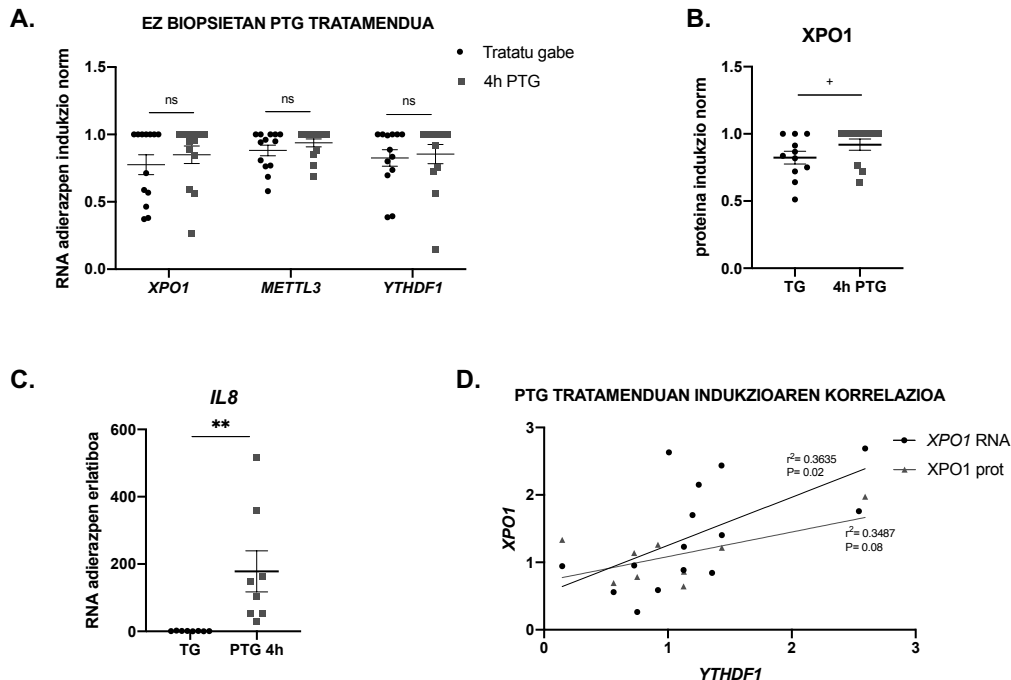 A.
EZ BIOPSIETAN PTG TRATAMENDUA
Tratatu gabe
4h PTG
RNA adierazpen indukzio norm
1.5
1.0
0.5
0.0
ns
ns
ns
XPO1
METTL3
YTHDF1
B.
XPO1
proteina indukzio norm
1.5
1.0
0.5
0.0
+
TG
4h PTG
C.
IL8
RNA adierazpen erlatiboa
600
400
200
0
**
TG
PTG 4h
D.
PTG TRATAMENDUAN INDUKZIOAREN KORRELAZIOA
XPO1
3
2
1
0
r²= 0.3635
P= 0.02
r²= 0.3487
P= 0.08
XPO1 RNA
XPO1 prot
0
1
2
3
YTHDF1